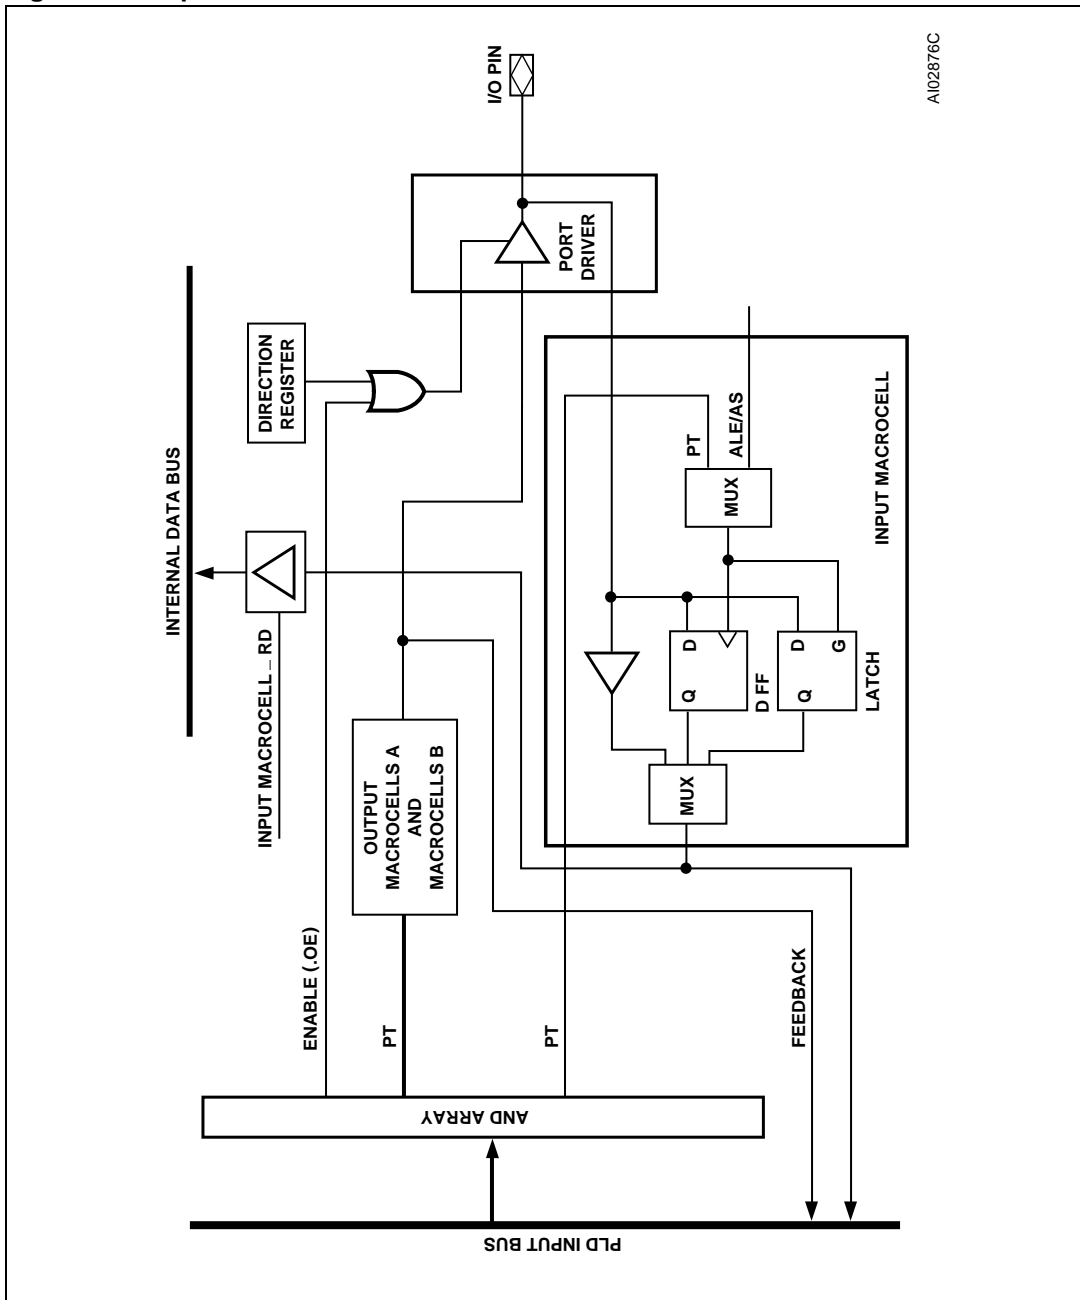 I/O PIN
AI02876C
PORT
DRIVER
DIRECTION
REGISTER
INTERNAL DATA BUS
INPUT MACROCELL _ RD
PT
ALE/AS
MUX
INPUT MACROCELL
D
Q
D FF
D
G
Q
LATCH
MUX
OUTPUT
MACROCELLS A
AND
MACROCELLS B
ENABLE (.OE)
PT
PT
FEEDBACK
AND ARRAY
PLD INPUT BUS